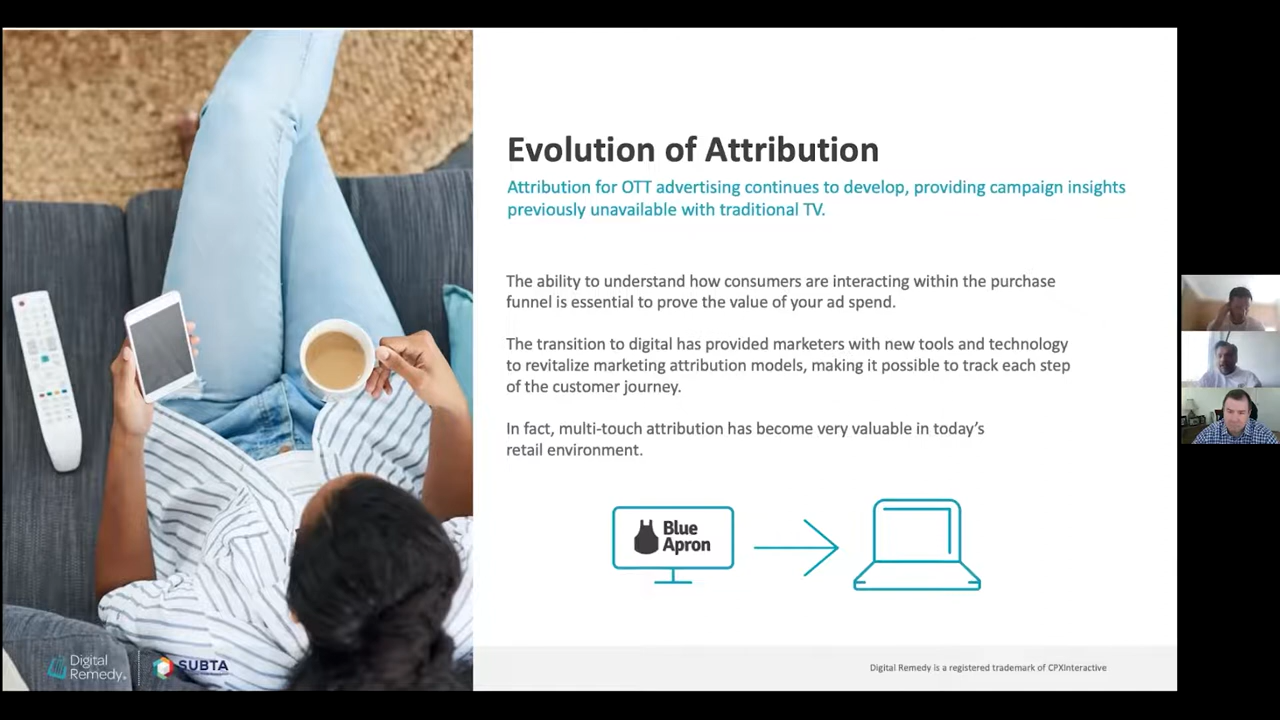 Evolution of Attribution
Attribution for OTT advertising continues to develop, providing campaign insights
previously unavailable with traditional TV.
The ability to understand how consumers are interacting within the purchase
funnel is essential to prove the value of your ad spend.
The transition to digital has provided marketers with new tools and technology
to revitalize marketing attribution models, making it possible to track each step
of the customer journey.
In fact, multi-touch attribution has become very valuable in today's
retail environment.
Blue
Apron
Digital
Remedy®
SUBTA
Digital Remedy is a registered trademark of CPXInteractive